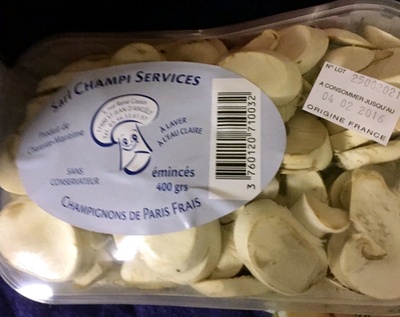 Sarl CHAMPI SERVICES
Produit de
Charente-Maritime
A LAVER
A L'EAU CLAIRE
SANS
CONSERVATEUR
émincés
400 grs
CHAMPIGNONS DE PARIS FRAIS
3 760120 710032
N° LOT
A CONSOMMER JUSQU'AU
04 02 2016
ORIGINE FRANCE